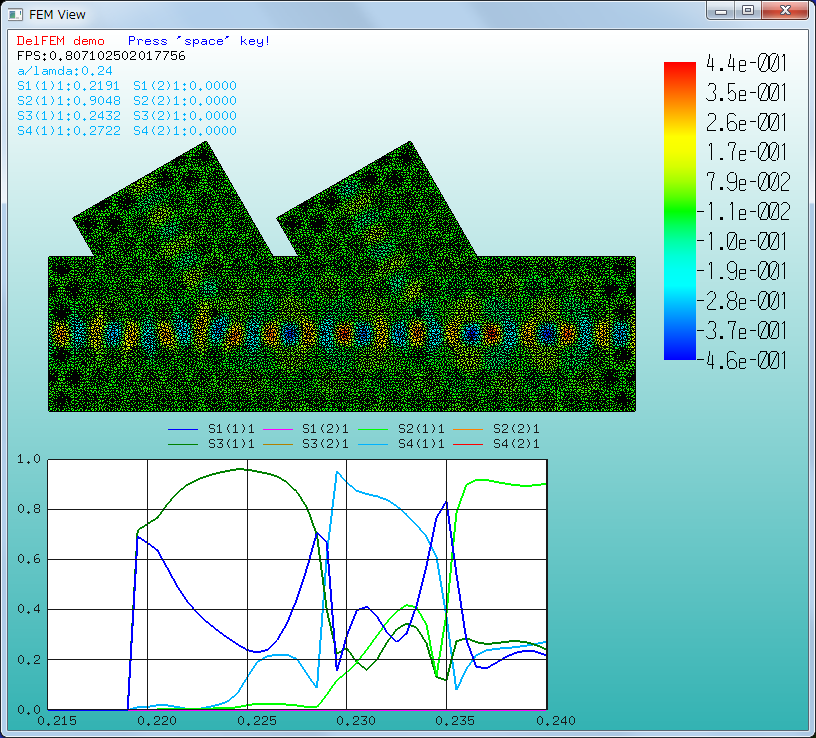 FEM View
DelFEM demo Press "space" key!
FPS:0.807102502017756
a/lamda:0.24
S1(1)1:0.2191 S1(2)1:0.0000
S2(1)1:0.9048 S2(2)1:0.0000
S3(1)1:0.2432 S3(2)1:0.0000
S4(1)1:0.2722 S4(2)1:0.0000
4.4e-001
3.5e-001
2.6e-001
1.7e-001
7.9e-002
-1.1e-002
-1.0e-001
-1.9e-001
-2.8e-001
-3.7e-001
-4.6e-001
S1(1)1 S1(2)1 S2(1)1 S2(2)1
S3(1)1 S3(2)1 S4(1)1 S4(2)1
1.0
0.8
0.6
0.4
0.2
0.0
0.215 0.220 0.225 0.230 0.235 0.240